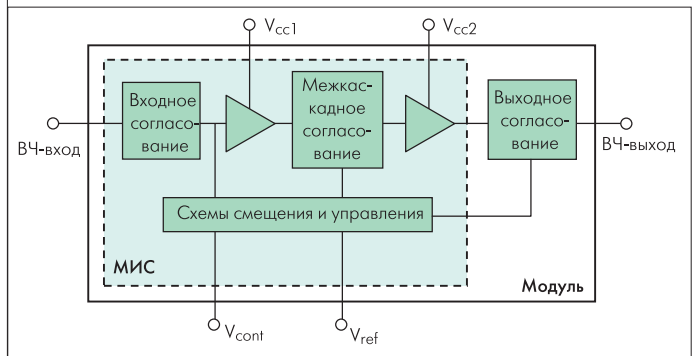 Vcc1
Vcc2
Входное
согласо-
вание
Межкас-
кадное
согласо-
вание
Выходное
согласо-
вание
ВЧ-вход
ВЧ-выход
Схемы смещения и управления
МИС
Модуль
Vcont
Vref